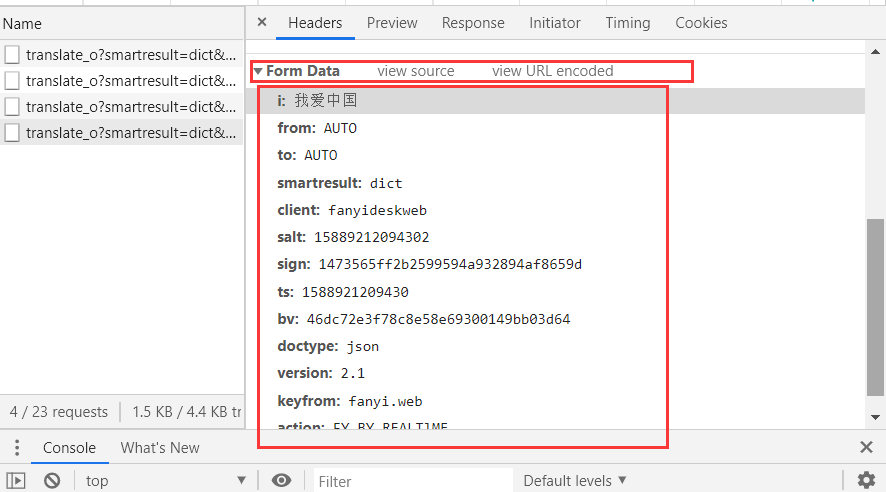 Name
translate_o?smartresult=dict&...
translate_o?smartresult=dict&...
translate_o?smartresult=dict&...
translate_o?smartresult=dict&...
4 / 23 requests
1.5 KB / 4.4 KB tr
× Headers Preview Response Initiator Timing Cookies
▼Form Data view source view URL encoded
i: 我爱中国
from: AUTO
to: AUTO
smartresult: dict
client: fanyideskweb
salt: 15889212094302
sign: 1473565ff2b2599594a932894af8659d
ts: 1588921209430
bv: 46dc72e3f78c8e58e69300149bb03d64
doctype: json
version: 2.1
keyfrom: fanyi.web
action: FY_BY_REALTIME
Console What's New
top ▼ Filter Default levels ▼